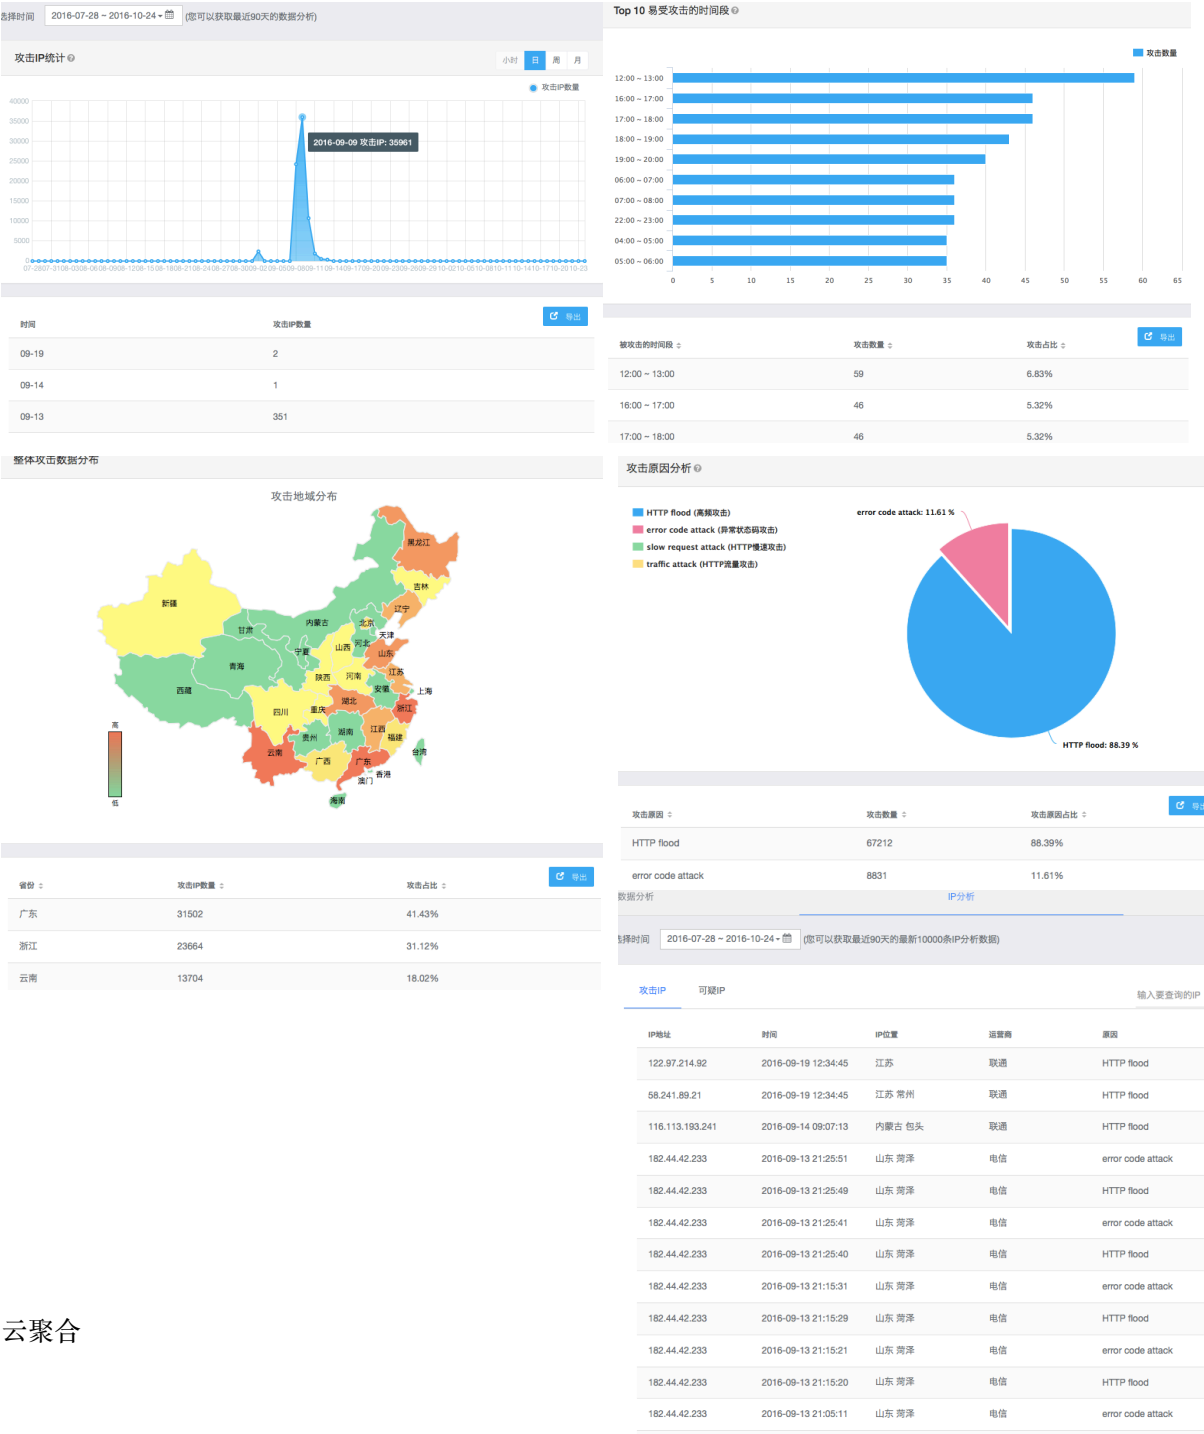 选择时间 2016-07-28 ~ 2016-10-24 (您可以获取最近90天的数据分析)
攻击IP统计
小时 日 周 月
攻击IP数量
40000
35000
30000
25000
20000
15000
10000
5000
0
2016-09-09 攻击IP: 35961
导出
时间 攻击IP数量
09-19 2
09-14 1
09-13 351
Top 10 易受攻击的时间段
攻击数量
12:00 ~ 13:00
16:00 ~ 17:00
17:00 ~ 18:00
18:00 ~ 19:00
19:00 ~ 20:00
06:00 ~ 07:00
07:00 ~ 08:00
22:00 ~ 23:00
04:00 ~ 05:00
05:00 ~ 06:00
0 5 10 15 20 25 30 35 40 45 50 55 60 65
导出
被攻击的时间段 攻击数量 攻击占比
12:00 ~ 13:00 59 6.83%
16:00 ~ 17:00 46 5.32%
17:00 ~ 18:00 46 5.32%
整体攻击数据分布
攻击地域分布
黑龙江
吉林
辽宁
新疆
内蒙古
北京
甘肃
天津
宁夏
山西
河北
山东
青海
陕西
河南
江苏
西藏
安徽
上海
四川
重庆
湖北
浙江
贵州
湖南
江西
福建
云南
广西
广东
台湾
香港
澳门
海南
高
低
导出
省份 攻击IP数量 攻击占比
广东 31502 41.43%
浙江 23664 31.12%
云南 13704 18.02%
攻击原因分析
HTTP flood (高频攻击)
error code attack (异常状态码攻击)
slow request attack (HTTP慢速攻击)
traffic attack (HTTP流量攻击)
error code attack: 11.61 %
HTTP flood: 88.39 %
导出
攻击原因 攻击数量 攻击原因占比
HTTP flood 67212 88.39%
error code attack 8831 11.61%
数据分析 IP分析
选择时间 2016-07-28 ~ 2016-10-24 (您可以获取最近90天的最新10000条IP分析数据)
攻击IP 可疑IP 输入要查询的IP
IP地址 时间 IP位置 运营商 原因
122.97.214.92 2016-09-19 12:34:45 江苏 联通 HTTP flood
58.241.89.21 2016-09-19 12:34:45 江苏 常州 联通 HTTP flood
116.113.193.241 2016-09-14 09:07:13 内蒙古 包头 联通 HTTP flood
182.44.42.233 2016-09-13 21:25:51 山东 菏泽 电信 error code attack
182.44.42.233 2016-09-13 21:25:49 山东 菏泽 电信 HTTP flood
182.44.42.233 2016-09-13 21:25:41 山东 菏泽 电信 error code attack
182.44.42.233 2016-09-13 21:25:40 山东 菏泽 电信 HTTP flood
182.44.42.233 2016-09-13 21:15:31 山东 菏泽 电信 error code attack
182.44.42.233 2016-09-13 21:15:29 山东 菏泽 电信 HTTP flood
182.44.42.233 2016-09-13 21:15:21 山东 菏泽 电信 error code attack
182.44.42.233 2016-09-13 21:15:20 山东 菏泽 电信 HTTP flood
182.44.42.233 2016-09-13 21:05:11 山东 菏泽 电信 error code attack
云聚合